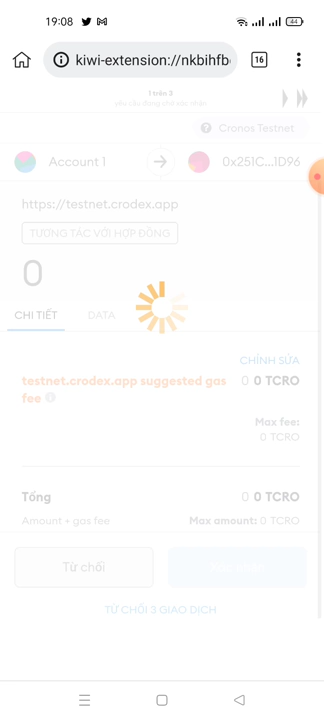 19:08
44
kiwi-extension://nkbihfb
16
1 trên 3
yêu cầu đang chờ xác nhận
Cronos Testnet
Account 1
0x251C...1D96
https://testnet.crodex.app
TƯƠNG TÁC VỚI HỢP ĐỒNG
0
CHI TIẾT
DATA
CHỈNH SỬA
testnet.crodex.app suggested gas 0 0 TCRO
fee
Max fee:
0 TCRO
Tổng 0 0 TCRO
Amount + gas fee Max amount: 0 TCRO
Từ chối
TỪ CHỐI 3 GIAO DỊCH